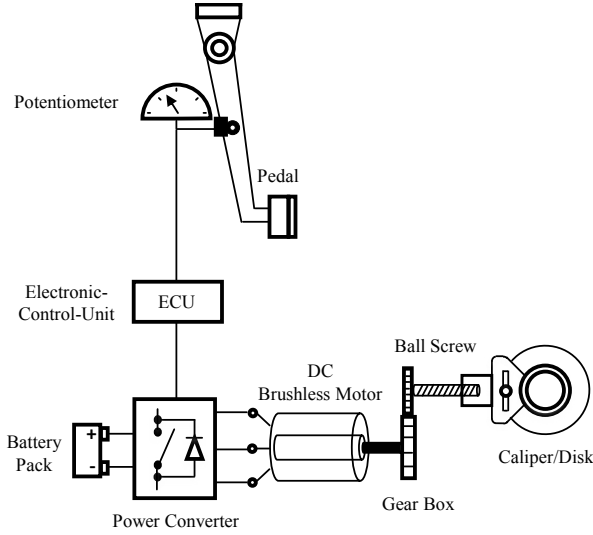 Potentiometer
Pedal
Electronic-
Control-Unit
ECU
Ball Screw
DC
Brushless Motor
+
-
Battery
Pack
Caliper/Disk
Gear Box
Power Converter